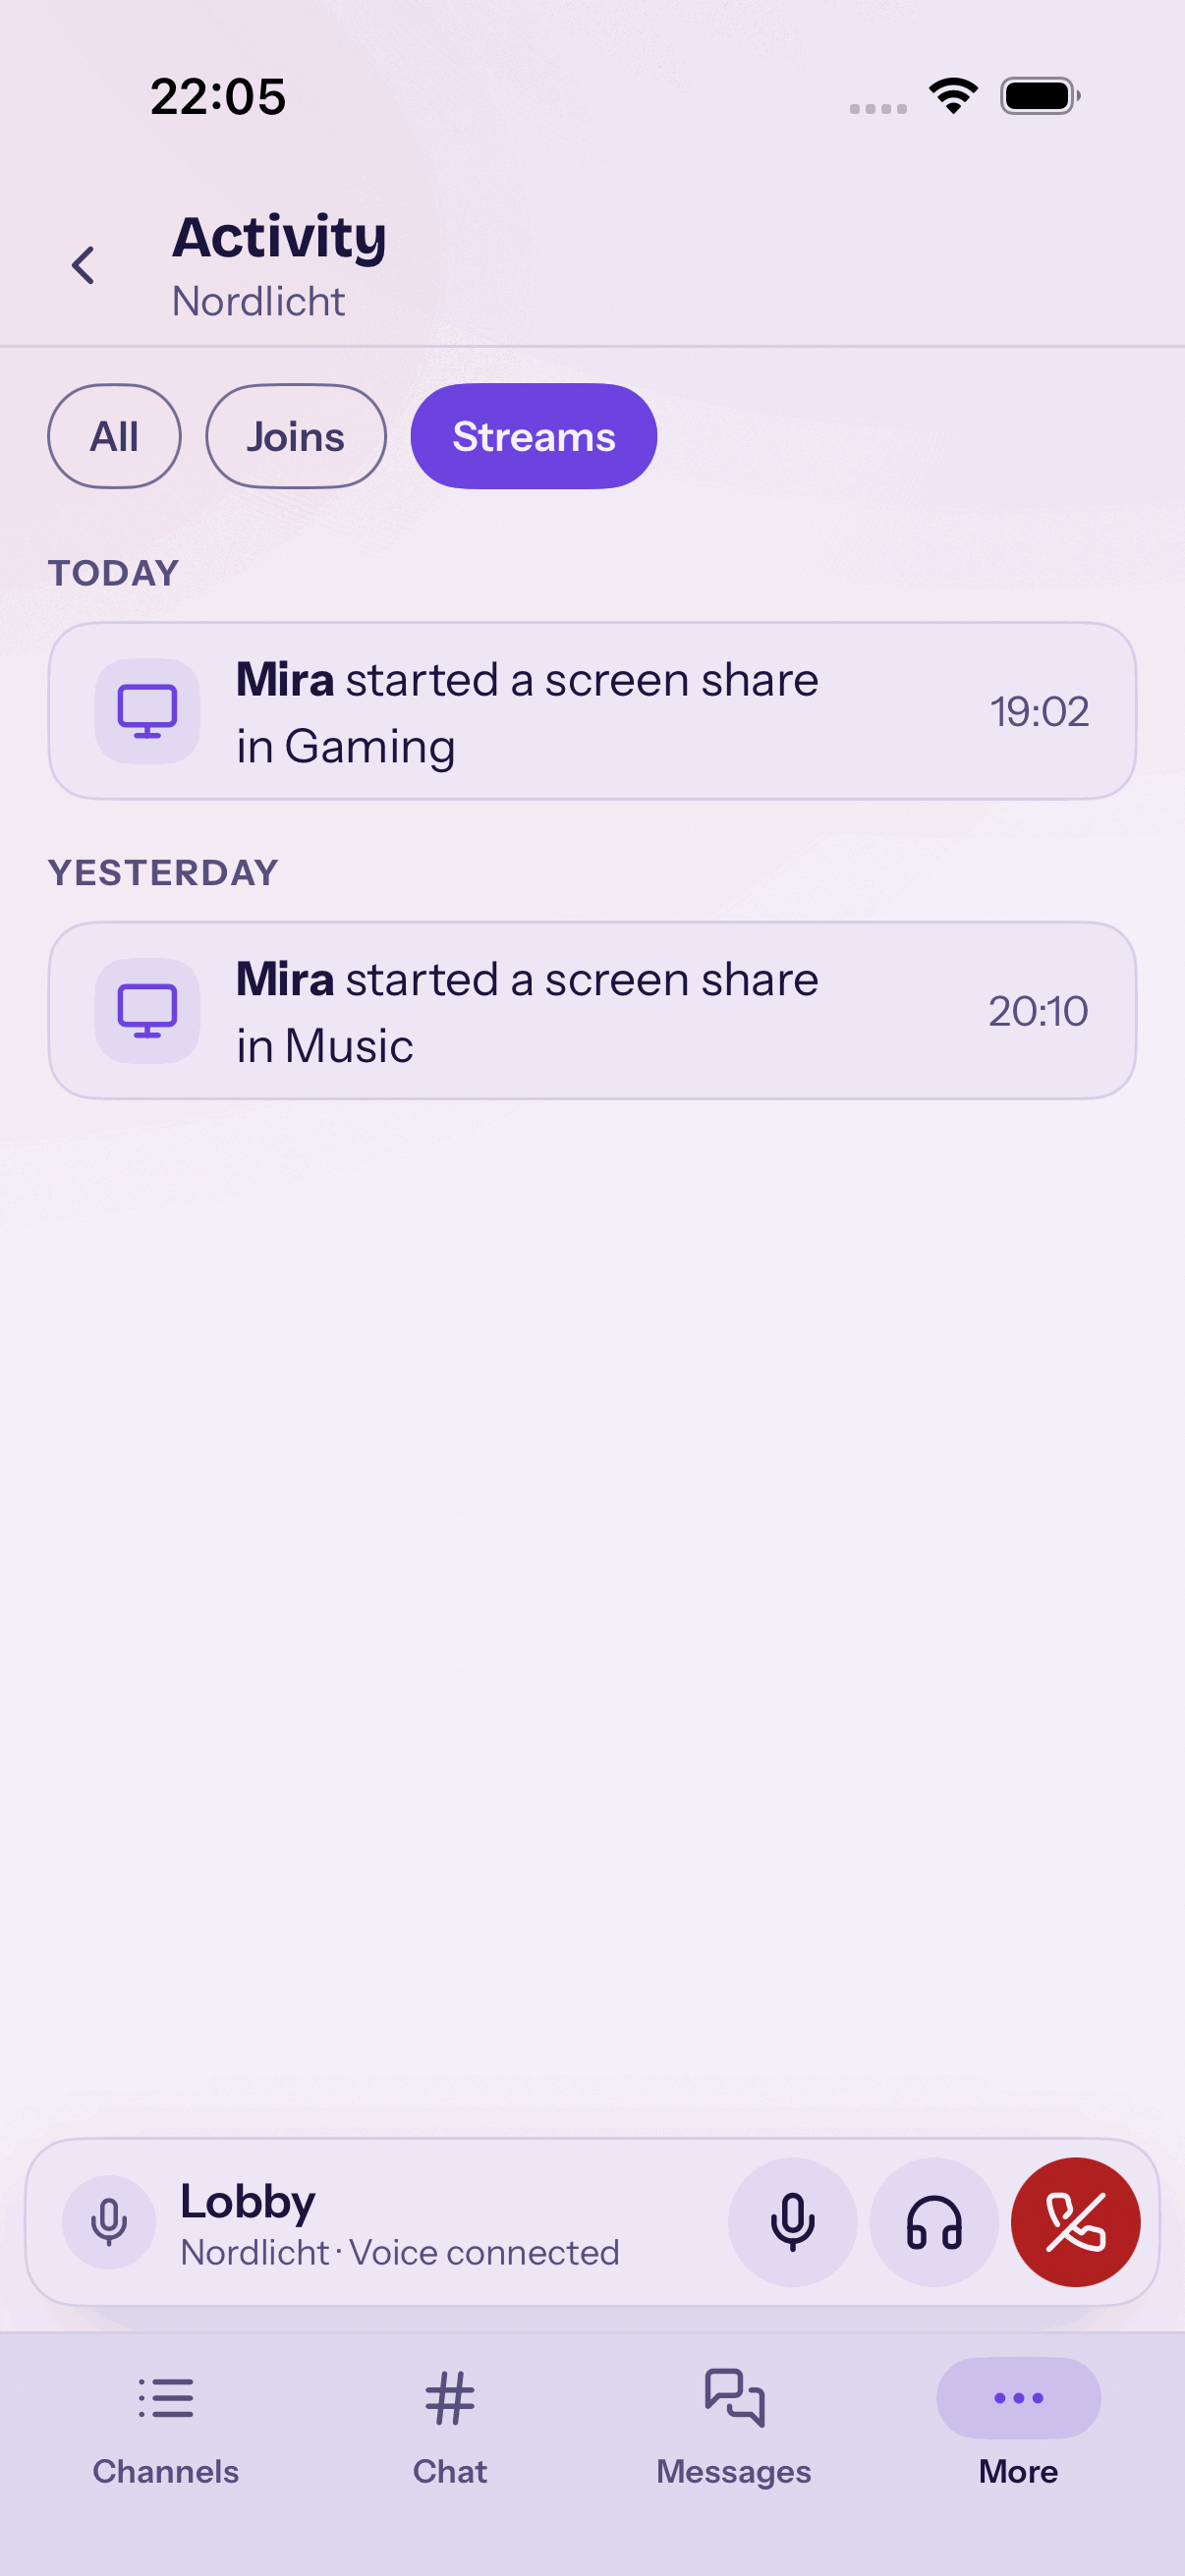 22:05
Activity
Nordlicht
All
Joins
Streams
TODAY
Mira started a screen share
in Gaming
19:02
YESTERDAY
Mira started a screen share
in Music
20:10
Lobby
Nordlicht · Voice connected
Channels
Chat
Messages
More